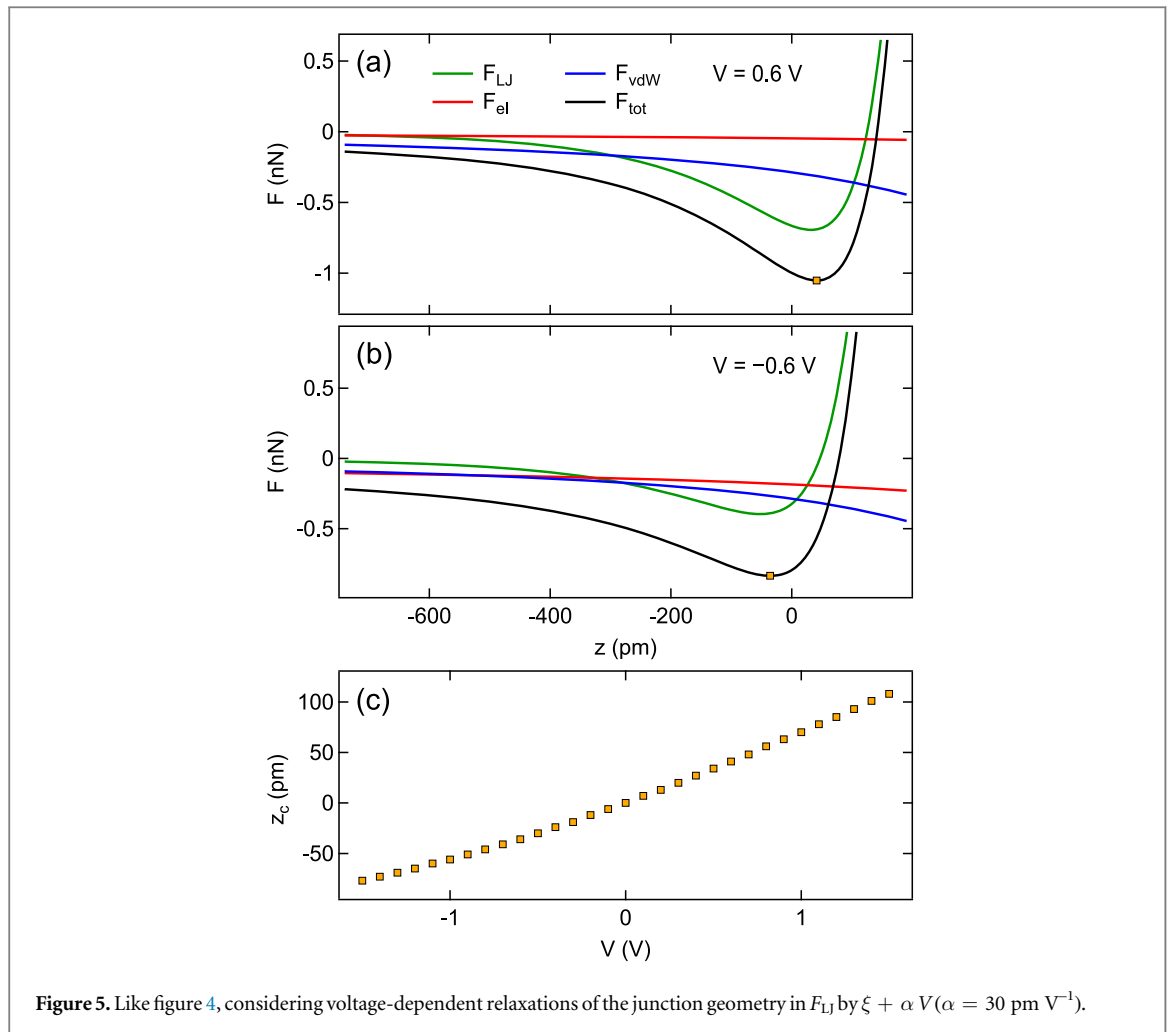 (a)
F_LJ
F_el
F_vdW
F_tot
V = 0.6 V
0.5
0
-0.5
-1
F (nN)
(b)
V = −0.6 V
0.5
0
-0.5
F (nN)
-600
-400
-200
0
z (pm)
(c)
100
50
0
-50
z_c (pm)
-1
0
1
V (V)
Figure 5. Like figure 4, considering voltage-dependent relaxations of the junction geometry in F_LJ by ξ + α V(α = 30 pm V⁻¹).